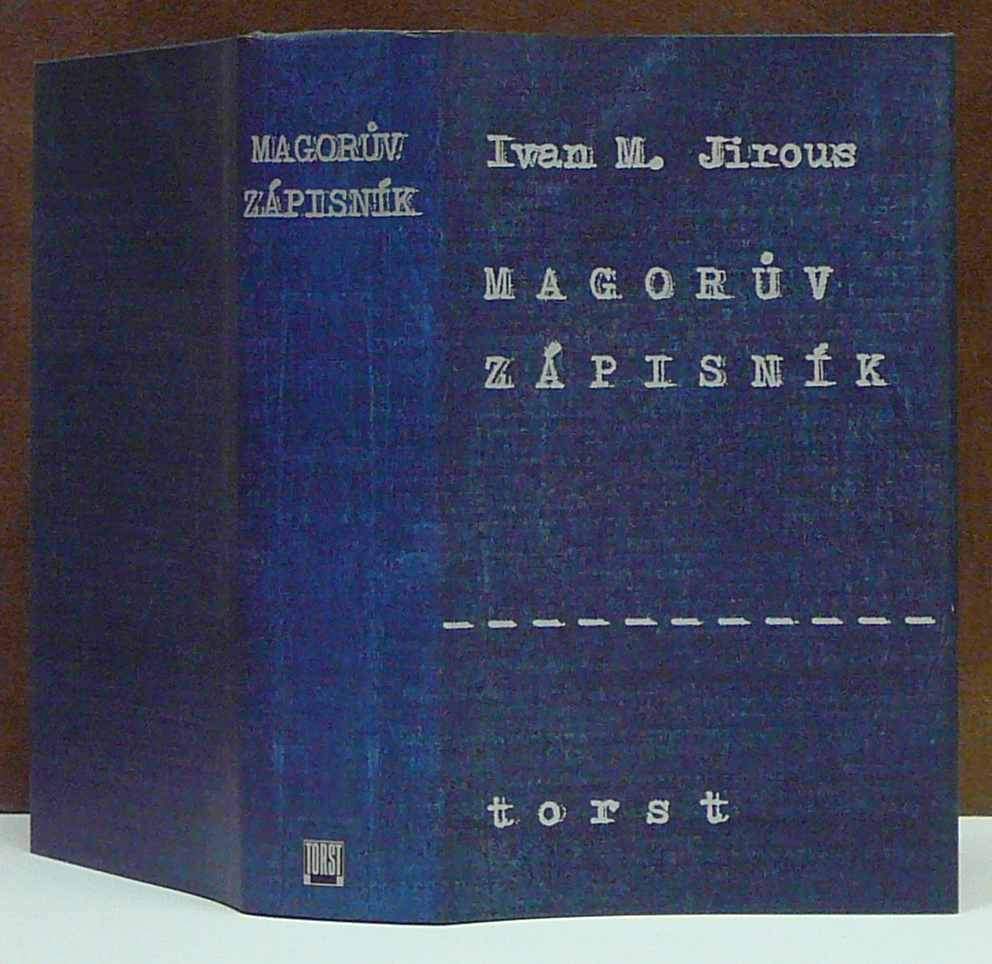 MAGORŮV
ZÁPISNÍK
TORST
Ivan M. Jirous
MAGORŮV
ZÁPISNÍK
torst